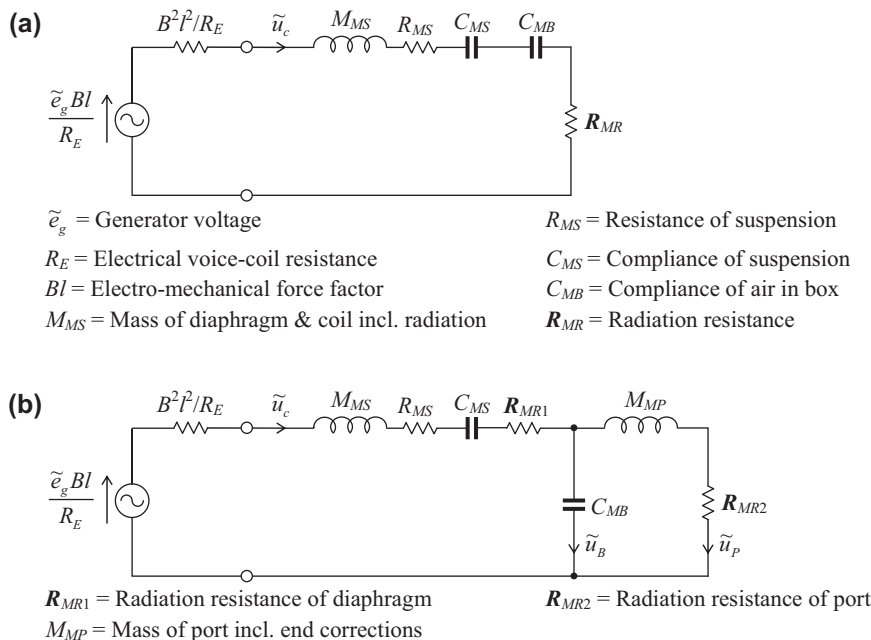 (a)
B²l²/R_E
ũ_c
M_MS
R_MS
C_MS
C_MB
ẽ_g Bl
R_E
R_MR
ẽ_g = Generator voltage
R_MS = Resistance of suspension
R_E = Electrical voice-coil resistance
C_MS = Compliance of suspension
Bl = Electro-mechanical force factor
C_MB = Compliance of air in box
M_MS = Mass of diaphragm & coil incl. radiation
R_MR = Radiation resistance
(b)
B²l²/R_E
ũ_c
M_MS
R_MS
C_MS
R_MR1
M_MP
ẽ_g Bl
R_E
C_MB
R_MR2
ũ_B
ũ_P
R_MR1 = Radiation resistance of diaphragm
R_MR2 = Radiation resistance of port
M_MP = Mass of port incl. end corrections